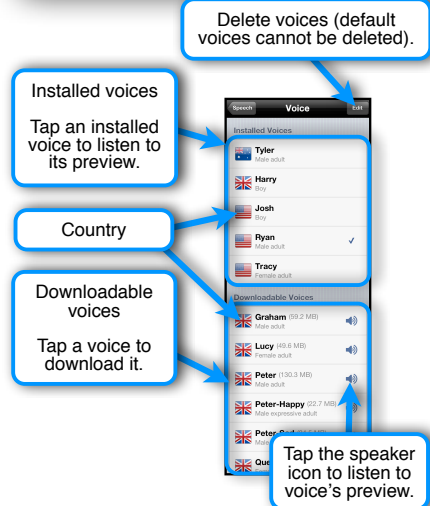 Delete voices (default
voices cannot be deleted).
Installed voices
Tap an installed
voice to listen to
its preview.
Country
Downloadable
voices
Tap a voice to
download it.
Speech
Voice
Edit
Installed Voices
Tyler
Male adult
Harry
Boy
Josh
Boy
Ryan
Male adult
Tracy
Female adult
Downloadable Voices
Graham (59.2 MB)
Male adult
Lucy (49.6 MB)
Female adult
Peter (130.3 MB)
Male adult
Peter-Happy (22.7 MB)
Male expressive adult
Male
Tap the speaker
icon to listen to
voice's preview.